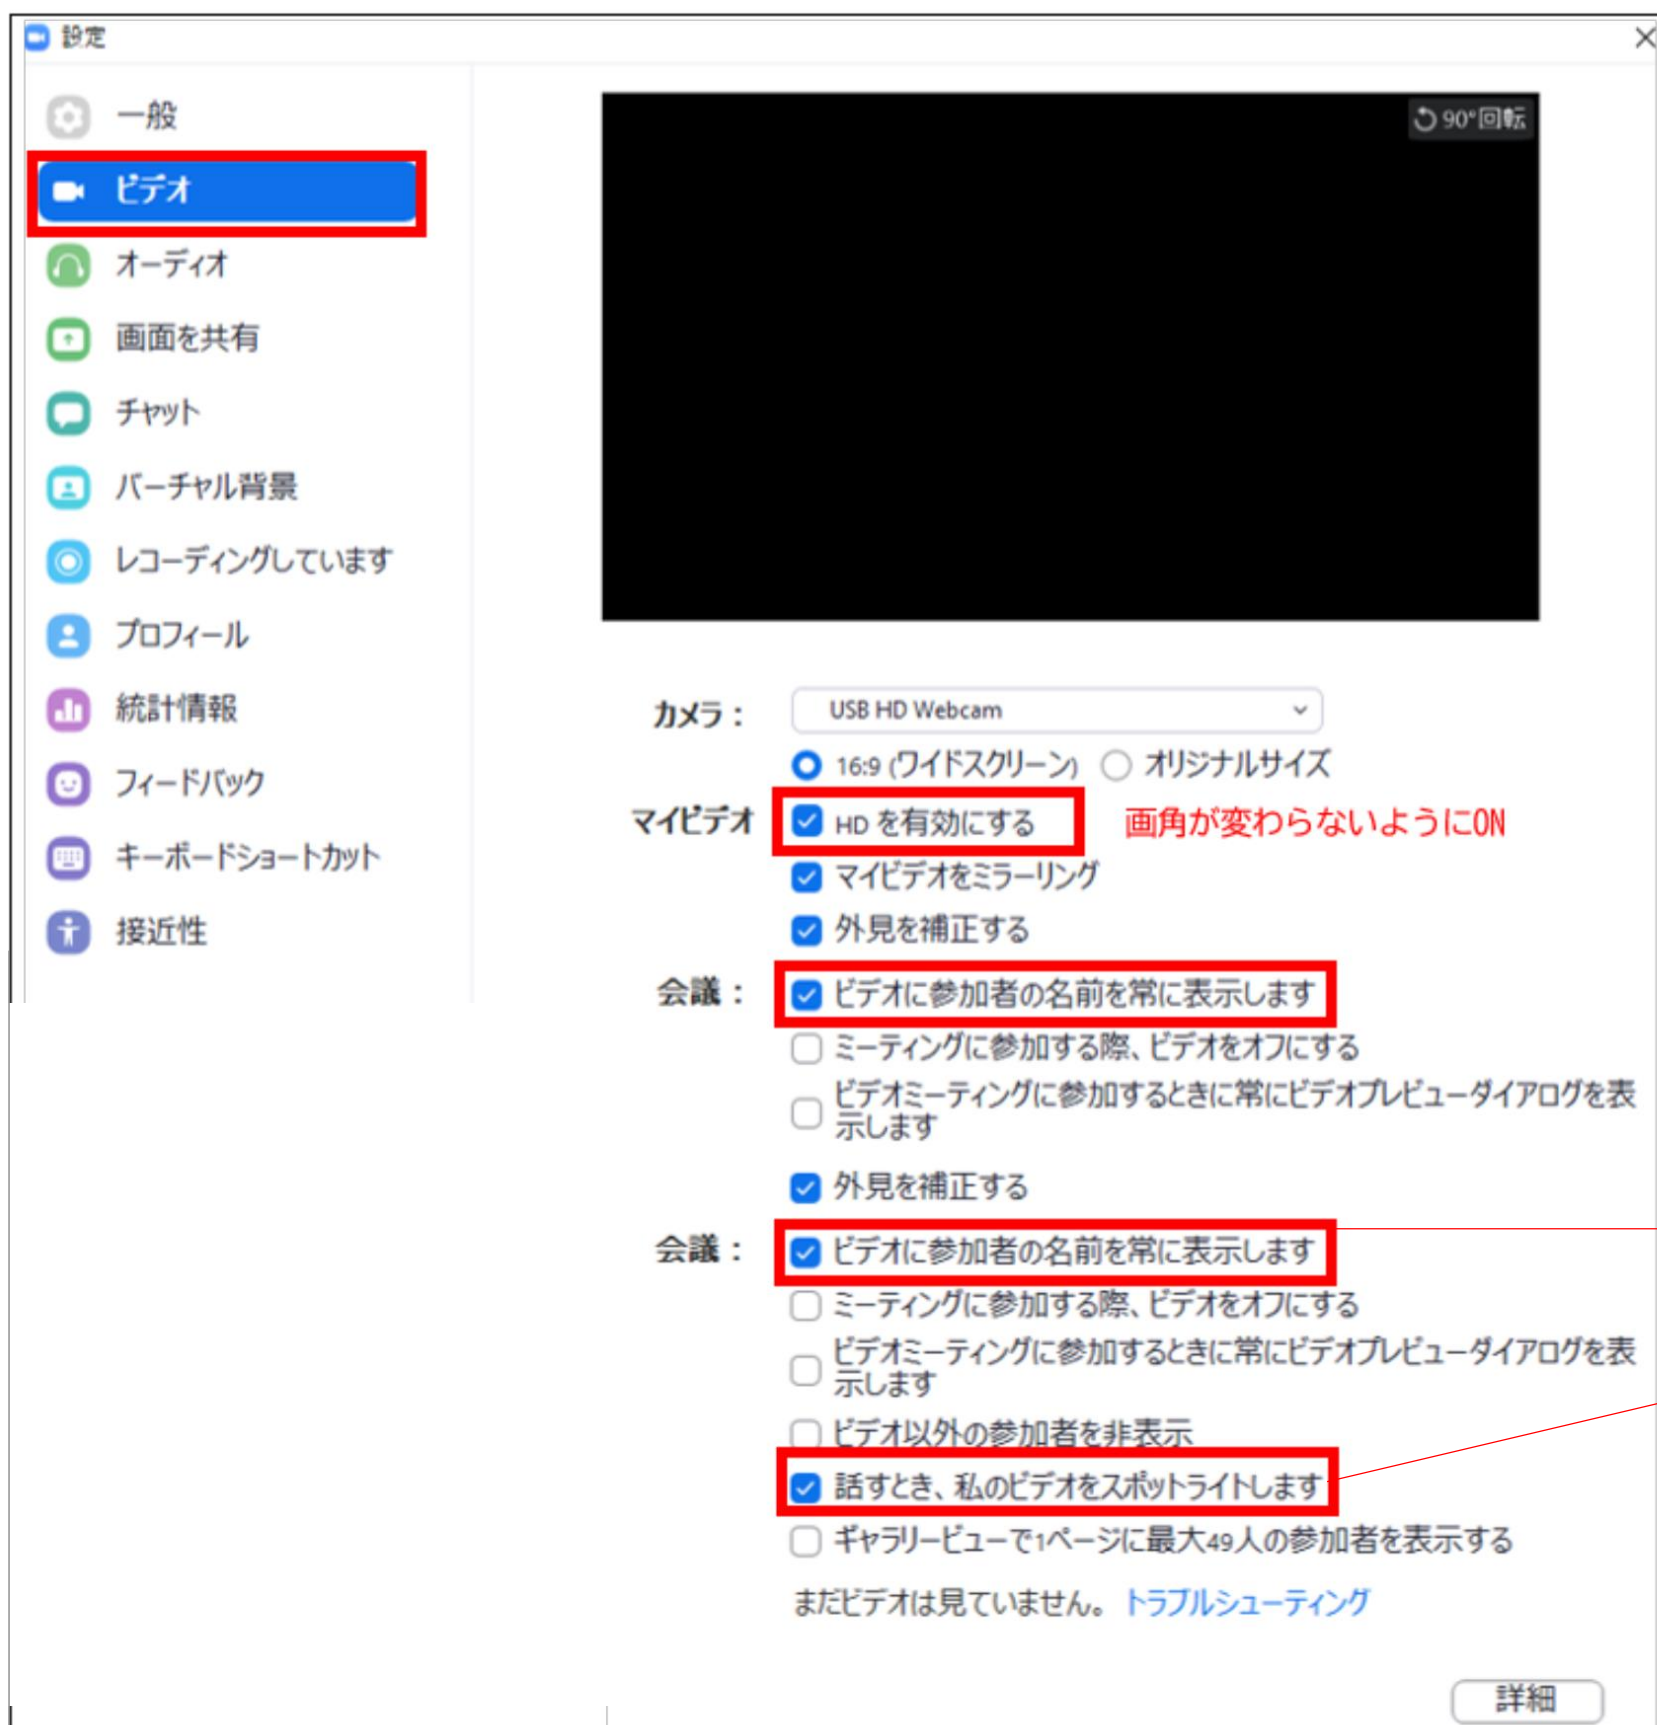 設定
一般
ビデオ
オーディオ
画面を共有
チャット
バーチャル背景
レコーディングしています
プロフィール
統計情報
フィードバック
キーボードショートカット
接近性
90°回転
カメラ：
USB HD Webcam
16:9 (ワイドスクリーン) オリジナルサイズ
マイビデオ
HD を有効にする
画角が変わらないようにON
マイビデオをミラーリング
外見を補正する
会議：
ビデオに参加者の名前を常に表示します
ミーティングに参加する際、ビデオをオフにする
ビデオミーティングに参加するときに常にビデオプレビューダイアログを表
示します
外見を補正する
会議：
ビデオに参加者の名前を常に表示します
ミーティングに参加する際、ビデオをオフにする
ビデオミーティングに参加するときに常にビデオプレビューダイアログを表
示します
ビデオ以外の参加者を非表示
話すとき、私のビデオをスポットライトします
ギャラリービューで1ページに最大49人の参加者を表示する
まだビデオは見ていません。 トラブルシューティング
詳細